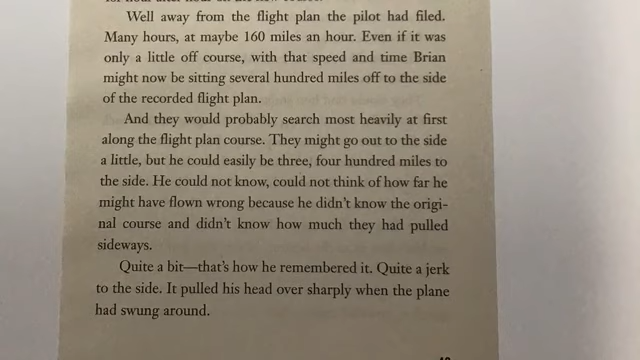 Well away from the flight plan the pilot had filed.
Many hours, at maybe 160 miles an hour. Even if it was
only a little off course, with that speed and time Brian
might now be sitting several hundred miles off to the side
of the recorded flight plan.
And they would probably search most heavily at first
along the flight plan course. They might go out to the side
a little, but he could easily be three, four hundred miles to
the side. He could not know, could not think of how far he
might have flown wrong because he didn't know the origi-
nal course and didn't know how much they had pulled
sideways.
Quite a bit—that's how he remembered it. Quite a jerk
to the side. It pulled his head over sharply when the plane
had swung around.